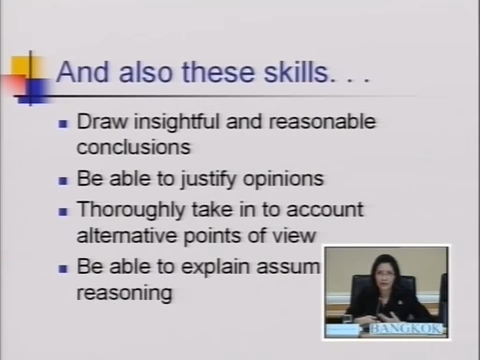 And also these skills. . .
Draw insightful and reasonable
conclusions
Be able to justify opinions
Thoroughly take in to account
alternative points of view
Be able to explain assum
reasoning
BANGKOK